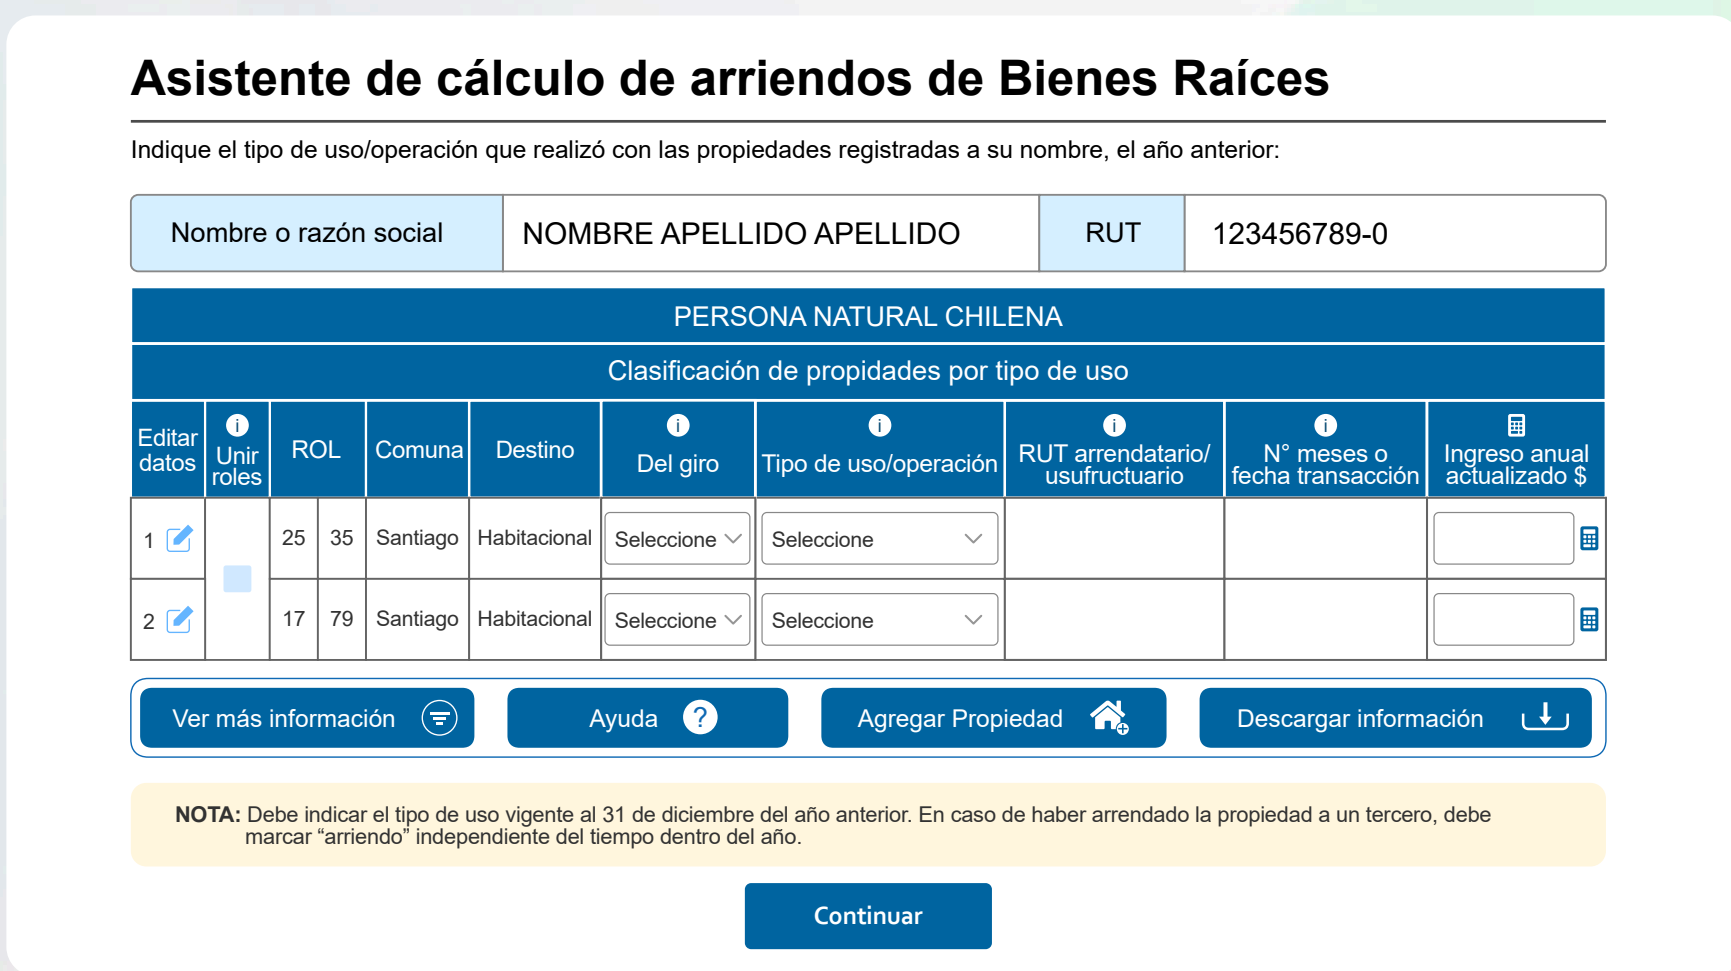 Asistente de cálculo de arriendos de Bienes Raíces
Indique el tipo de uso/operación que realizó con las propiedades registradas a su nombre, el año anterior:
Nombre o razón social NOMBRE APELLIDO APELLIDO RUT 123456789-0
PERSONA NATURAL CHILENA
Clasificación de propidades por tipo de uso
Editar datos
Unir roles
ROL
Comuna
Destino
Del giro
Tipo de uso/operación
RUT arrendatario/
usufructuario
N° meses o
fecha transacción
Ingreso anual
actualizado $
1 25 35 Santiago Habitacional Seleccione Seleccione
2 17 79 Santiago Habitacional Seleccione Seleccione
Ver más información
Ayuda ?
Agregar Propiedad
Descargar información
NOTA: Debe indicar el tipo de uso vigente al 31 de diciembre del año anterior. En caso de haber arrendado la propiedad a un tercero, debe
marcar “arriendo” independiente del tiempo dentro del año.
Continuar